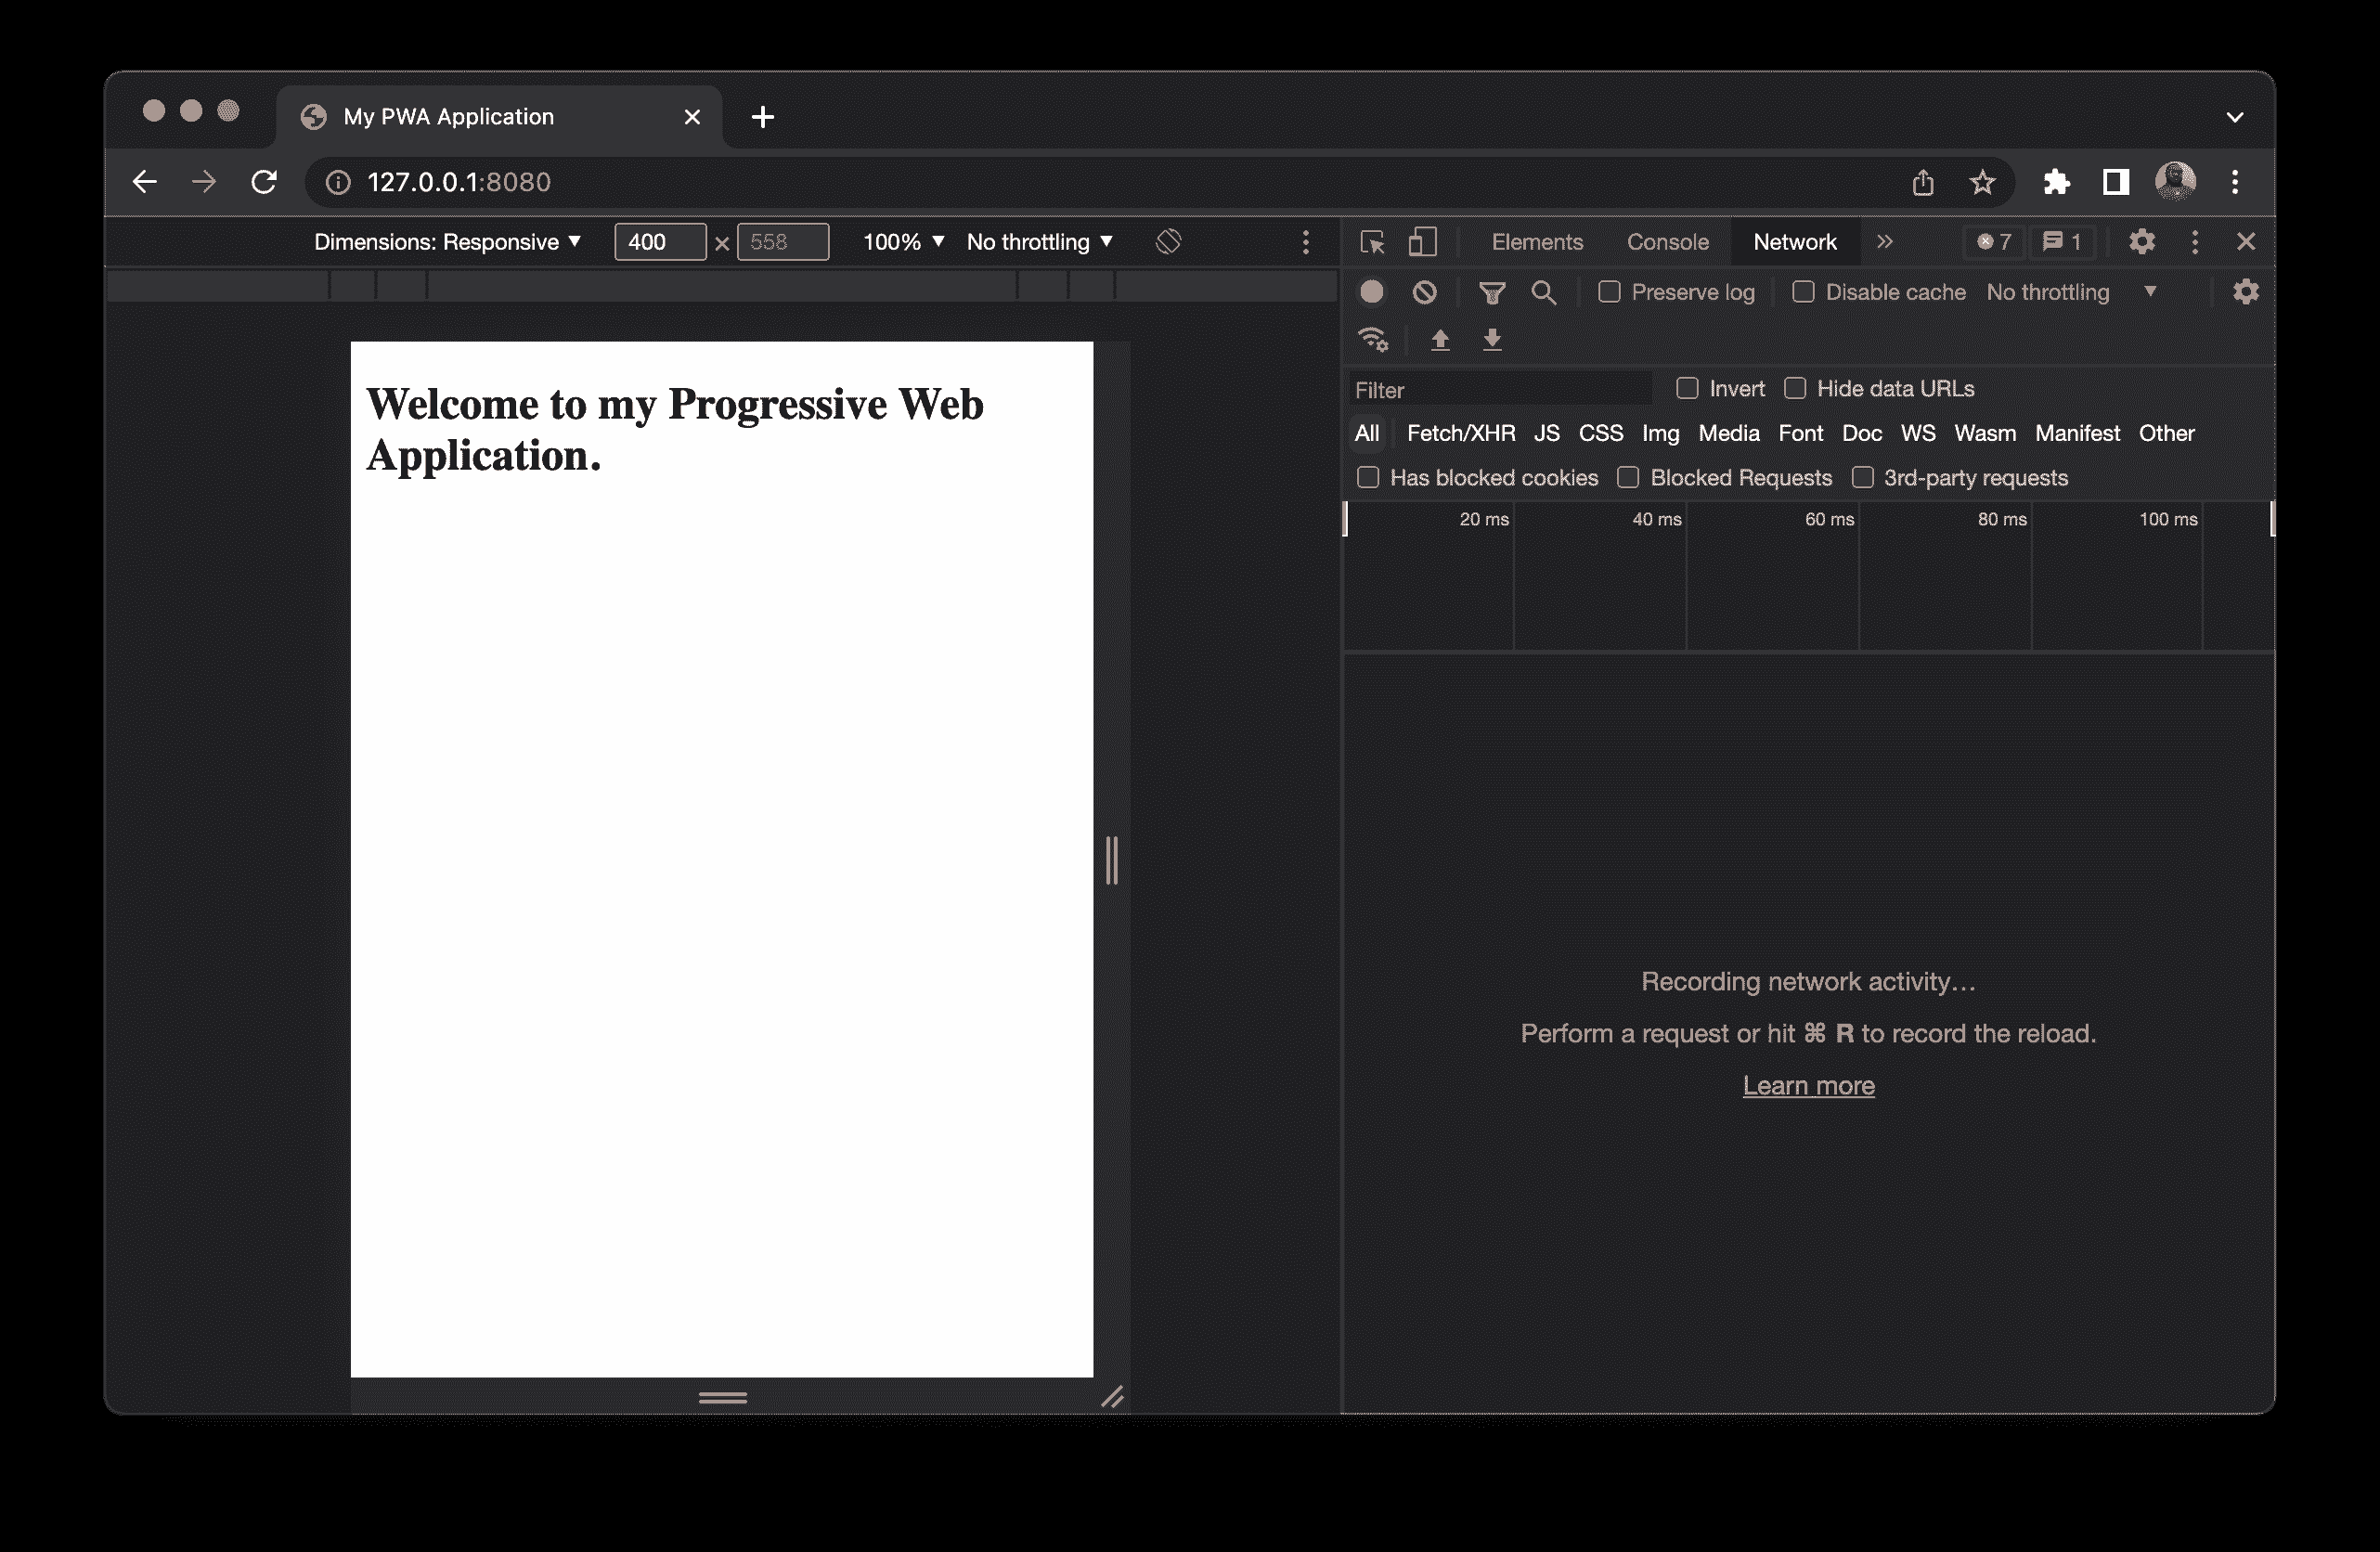 My PWA Application
127.0.0.1:8080
Dimensions: Responsive 400 × 558 100% No throttling
Elements Console Network 7 1
Preserve log Disable cache No throttling
Welcome to my Progressive Web
Application.
Filter Invert Hide data URLs
All Fetch/XHR JS CSS Img Media Font Doc WS Wasm Manifest Other
Has blocked cookies Blocked Requests 3rd-party requests
20 ms 40 ms 60 ms 80 ms 100 ms
Recording network activity…
Perform a request or hit ⌘ R to record the reload.
Learn more